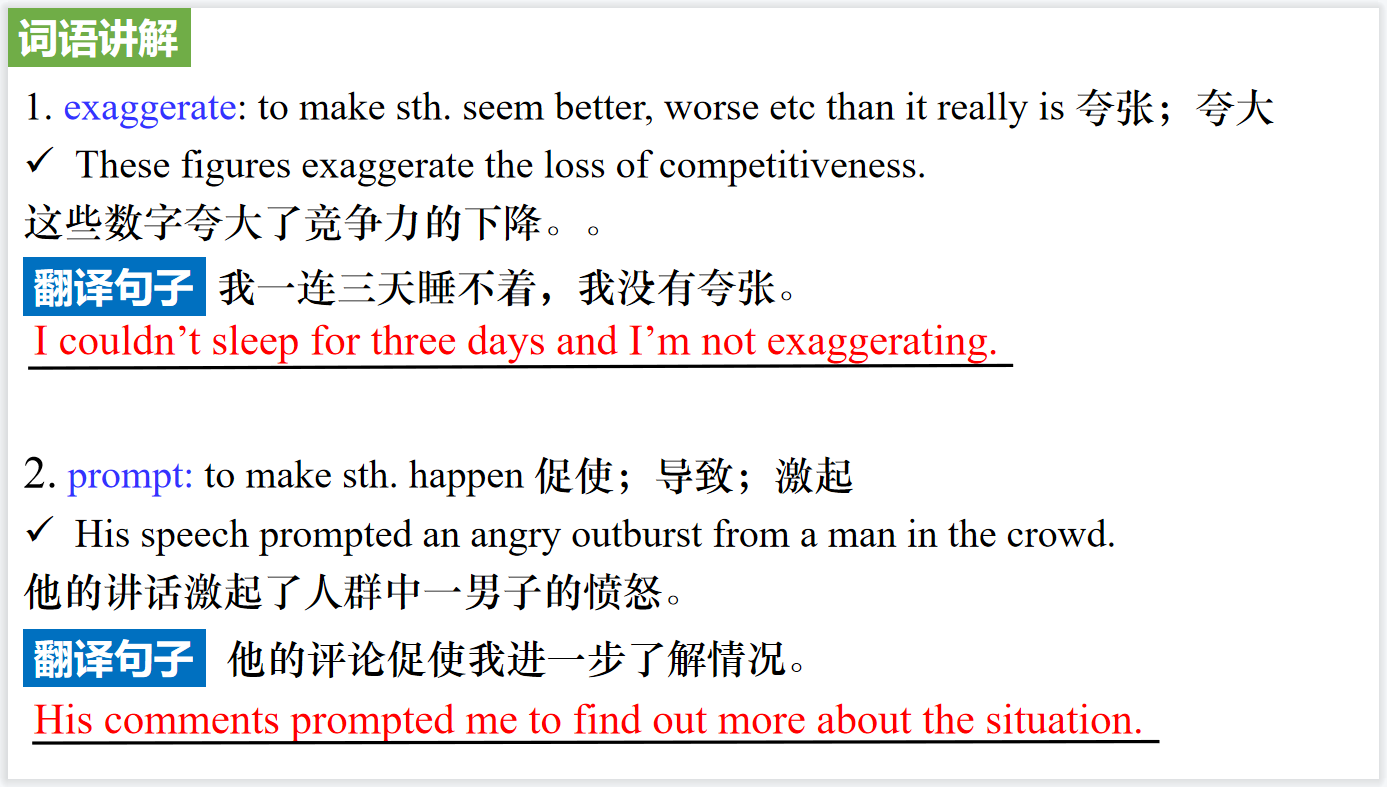 词语讲解
1. exaggerate: to make sth. seem better, worse etc than it really is 夸张；夸大
✓ These figures exaggerate the loss of competitiveness.
这些数字夸大了竞争力的下降。。
翻译句子 我一连三天睡不着，我没有夸张。
I couldn’t sleep for three days and I’m not exaggerating.
2. prompt: to make sth. happen 促使；导致；激起
✓ His speech prompted an angry outburst from a man in the crowd.
他的讲话激起了人群中一男子的愤怒。
翻译句子 他的评论促使我进一步了解情况。
His comments prompted me to find out more about the situation.